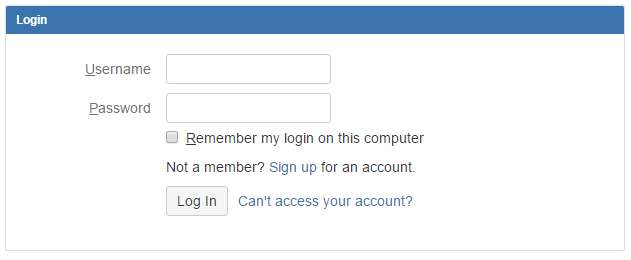 Login
Username
Password
Remember my login on this computer
Not a member? Sign up for an account.
Log In Can't access your account?